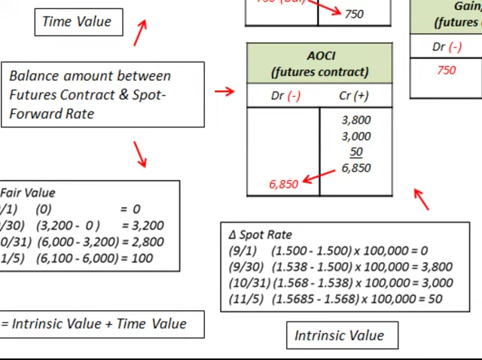 750
750
Time Value
AOCI
(futures contract)
Dr (-) Cr (+)
3,800
3,000
50
6,850
6,850
Dr (-)
750
Balance amount between
Futures Contract & Spot-
Forward Rate
Fair Value
/1) (0) = 0
/30) (3,200 - 0 ) = 3,200
0/31) (6,000 - 3,200) = 2,800
1/5) (6,100 - 6,000) = 100
= Intrinsic Value + Time Value
Δ Spot Rate
(9/1) (1.500 - 1.500) x 100,000 = 0
(9/30) (1.538 - 1.500) x 100,000 = 3,800
(10/31) (1.568 - 1.538) x 100,000 = 3,000
(11/5) (1.5685 - 1.568) x 100,000 = 50
Intrinsic Value